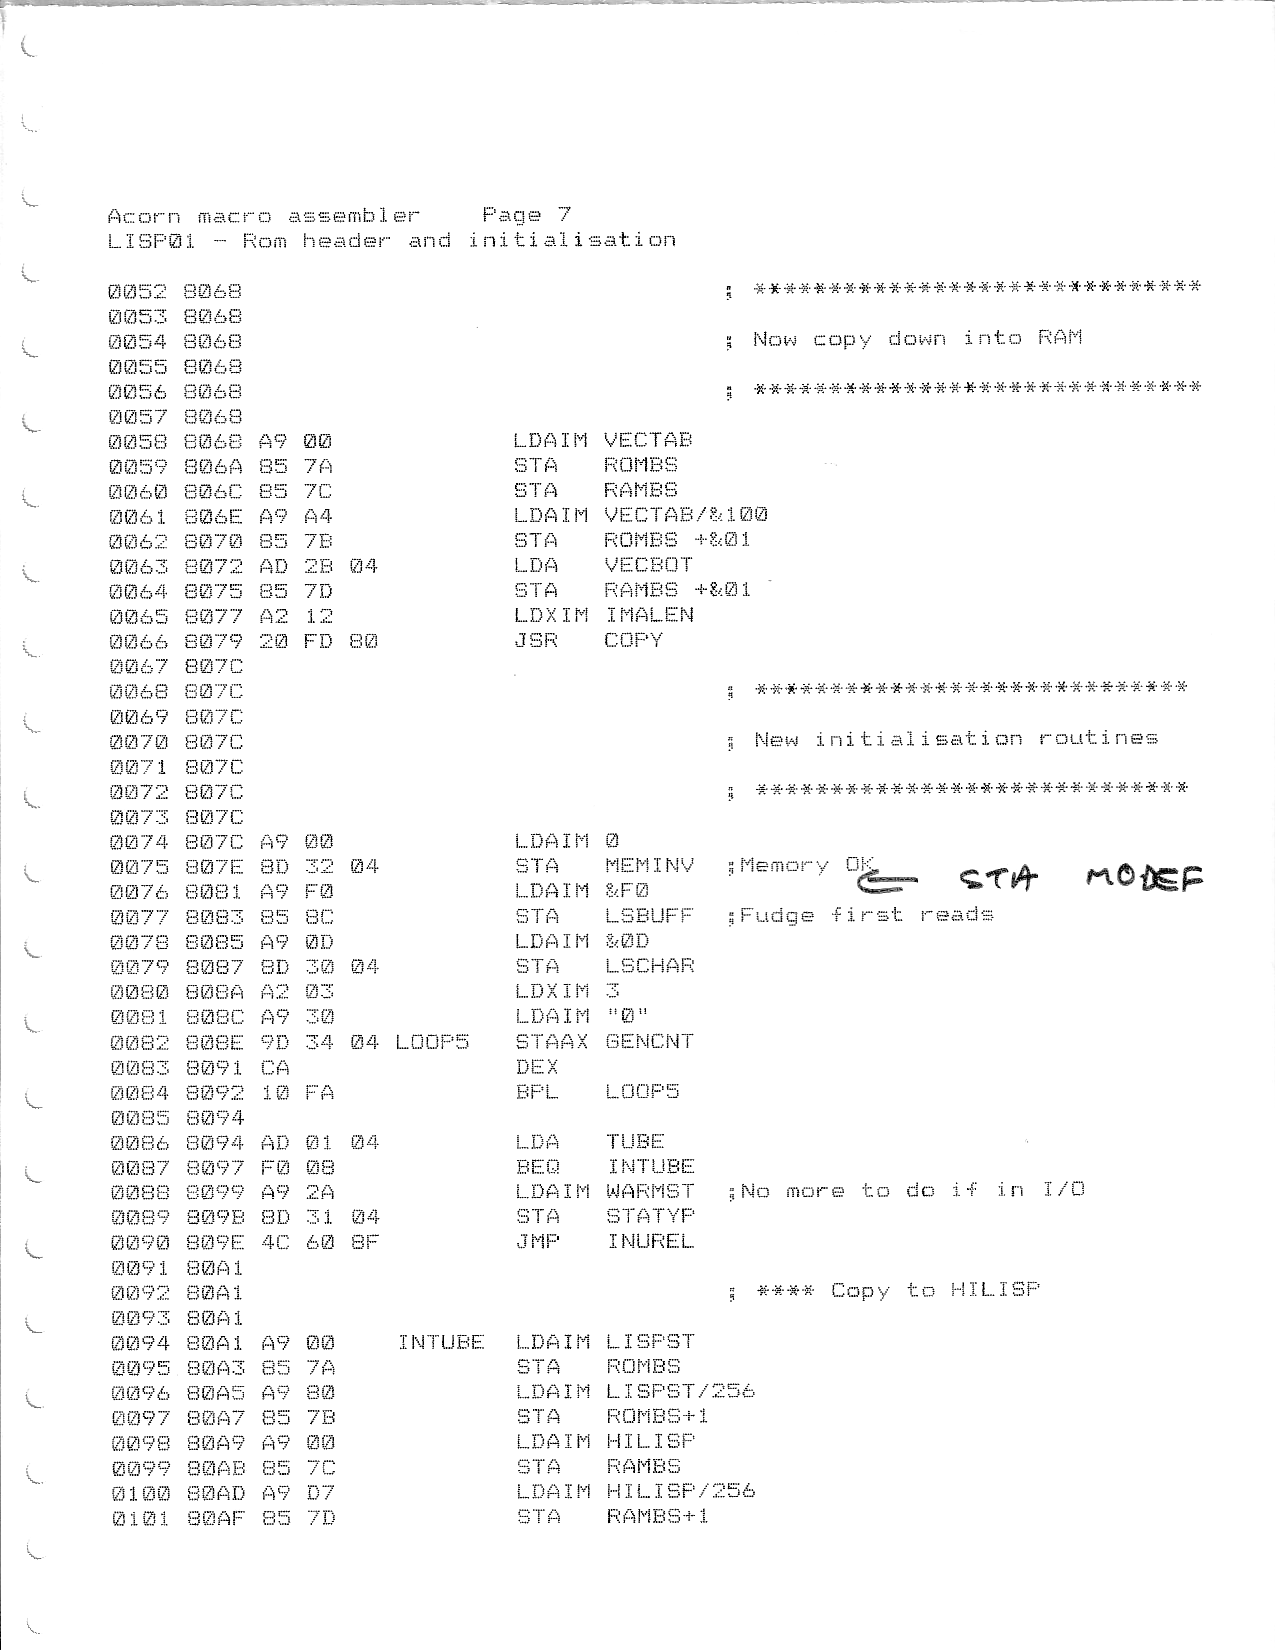 Acorn macro assembler    Page 7
LISP01 - Rom header and initialisation
0052 8068                                ; ******************************
0053 8068
0054 8068                                ; Now copy down into RAM
0055 8068
0056 8068                                ; ******************************
0057 8068
0058 8068 A9 00            LDAIM VECTAB
0059 806A 85 7A            STA   ROMBS
0060 806C 85 7C            STA   RAMBS
0061 806E A9 A4            LDAIM VECTAB/&100
0062 8070 85 7B            STA   ROMBS +&01
0063 8072 AD 2B 04         LDA   VECBOT
0064 8075 85 7D            STA   RAMBS +&01
0065 8077 A2 12            LDXIM IMALEN
0066 8079 20 FD 80         JSR   COPY
0067 807C
0068 807C                                ; *****************************
0069 807C
0070 807C                                ; New initialisation routines
0071 807C
0072 807C                                ; *****************************
0073 807C
0074 807C A9 00            LDAIM 0
0075 807E 8D 32 04         STA   MEMINV  ;Memory OK
← STA MODEF
0076 8081 A9 F0            LDAIM &F0
0077 8083 85 8C            STA   LSBUFF  ;Fudge first reads
0078 8085 A9 0D            LDAIM &0D
0079 8087 8D 30 04         STA   LSCHAR
0080 808A A2 03            LDXIM 3
0081 808C A9 30            LDAIM "0"
0082 808E 9D 34 04 LOOP5   STAAX GENCNT
0083 8091 CA               DEX
0084 8092 10 FA            BPL   LOOP5
0085 8094
0086 8094 AD 01 04         LDA   TUBE
0087 8097 F0 08            BEQ   INTUBE
0088 8099 A9 2A            LDAIM WARMST  ;No more to do if in I/O
0089 809B 8D 31 04         STA   STATYP
0090 809E 4C 60 8F         JMP   INUREL
0091 80A1
0092 80A1                                ; **** Copy to HILISP
0093 80A1
0094 80A1 A9 00    INTUBE  LDAIM LISPST
0095 80A3 85 7A            STA   ROMBS
0096 80A5 A9 80            LDAIM LISPST/256
0097 80A7 85 7B            STA   ROMBS+1
0098 80A9 A9 00            LDAIM HILISP
0099 80AB 85 7C            STA   RAMBS
0100 80AD A9 D7            LDAIM HILISP/256
0101 80AF 85 7D            STA   RAMBS+1